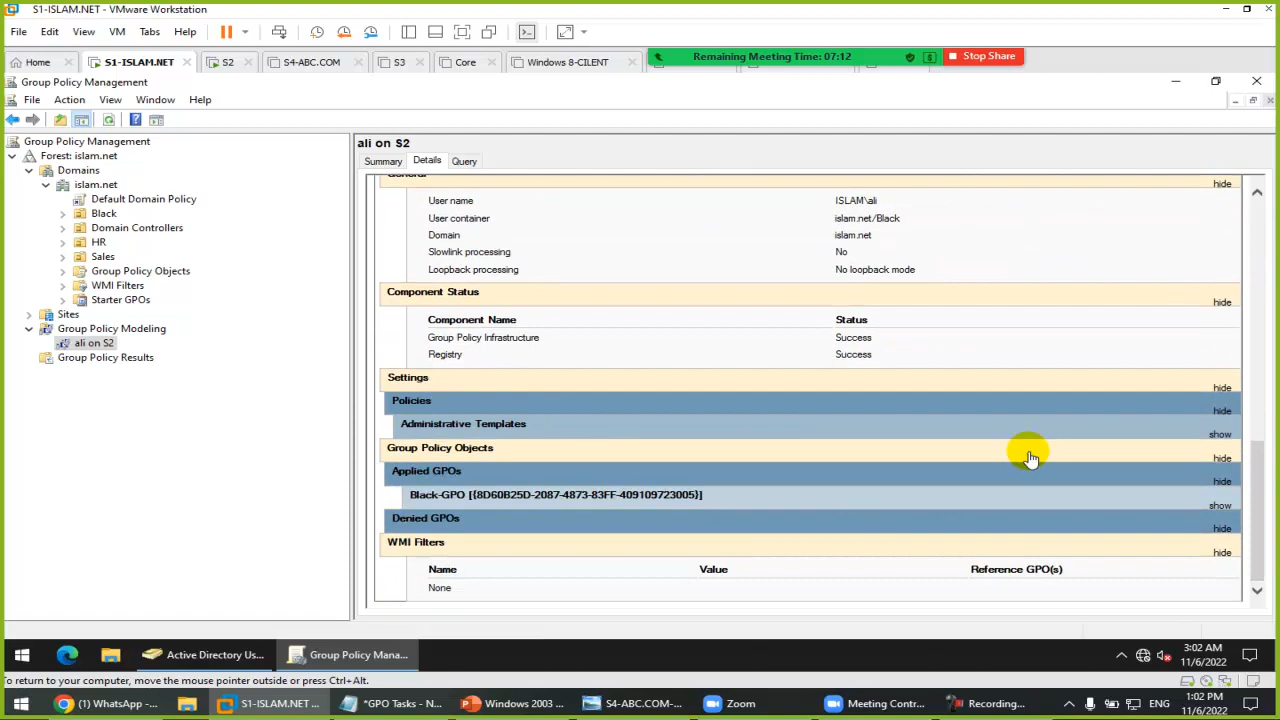 S1-ISLAM.NET - VMware Workstation
File Edit View VM Tabs Help
Home S1-ISLAM.NET S2 4-ABC.COM S3 Core Windows 8-CILENT
Remaining Meeting Time: 07:12 Stop Share
Group Policy Management
File Action View Window Help
Group Policy Management
Forest: islam.net
Domains
islam.net
Default Domain Policy
Black
Domain Controllers
HR
Sales
Group Policy Objects
WMI Filters
Starter GPOs
Sites
Group Policy Modeling
ali on S2
Group Policy Results
ali on S2
Summary Details Query
General hide
User name ISLAM\ali
User container islam.net/Black
Domain islam.net
Slowlink processing No
Loopback processing No loopback mode
Component Status hide
Component Name Status
Group Policy Infrastructure Success
Registry Success
Settings hide
Policies hide
Administrative Templates show
Group Policy Objects hide
Applied GPOs hide
Black-GPO [{8D60B25D-2087-4873-83FF-409109723005}] show
Denied GPOs hide
WMI Filters hide
Name Value Reference GPO(s)
None
Active Directory Us... Group Policy Mana... 3:02 AM
11/6/2022
To return to your computer, move the mouse pointer outside or press Ctrl+Alt.
(1) WhatsApp -... S1-ISLAM.NET ... *GPO Tasks - N... Windows 2003 ... S4-ABC.COM-... Zoom Meeting Contr... Recording... ENG 1:02 PM
11/6/2022